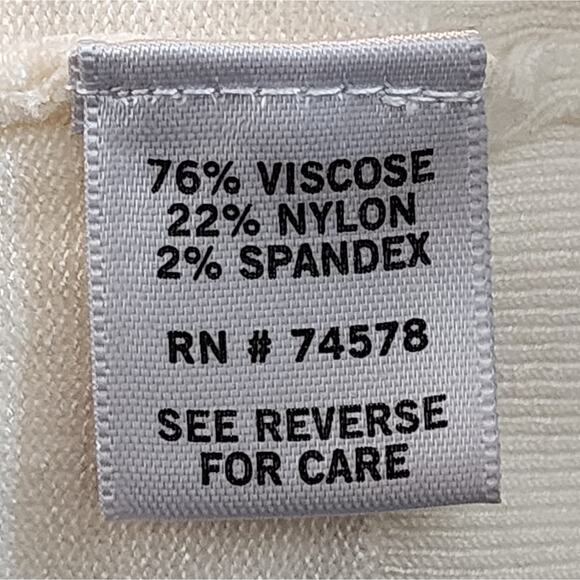 76% VISCOSE
22% NYLON
2% SPANDEX
RN # 74578
SEE REVERSE
FOR CARE